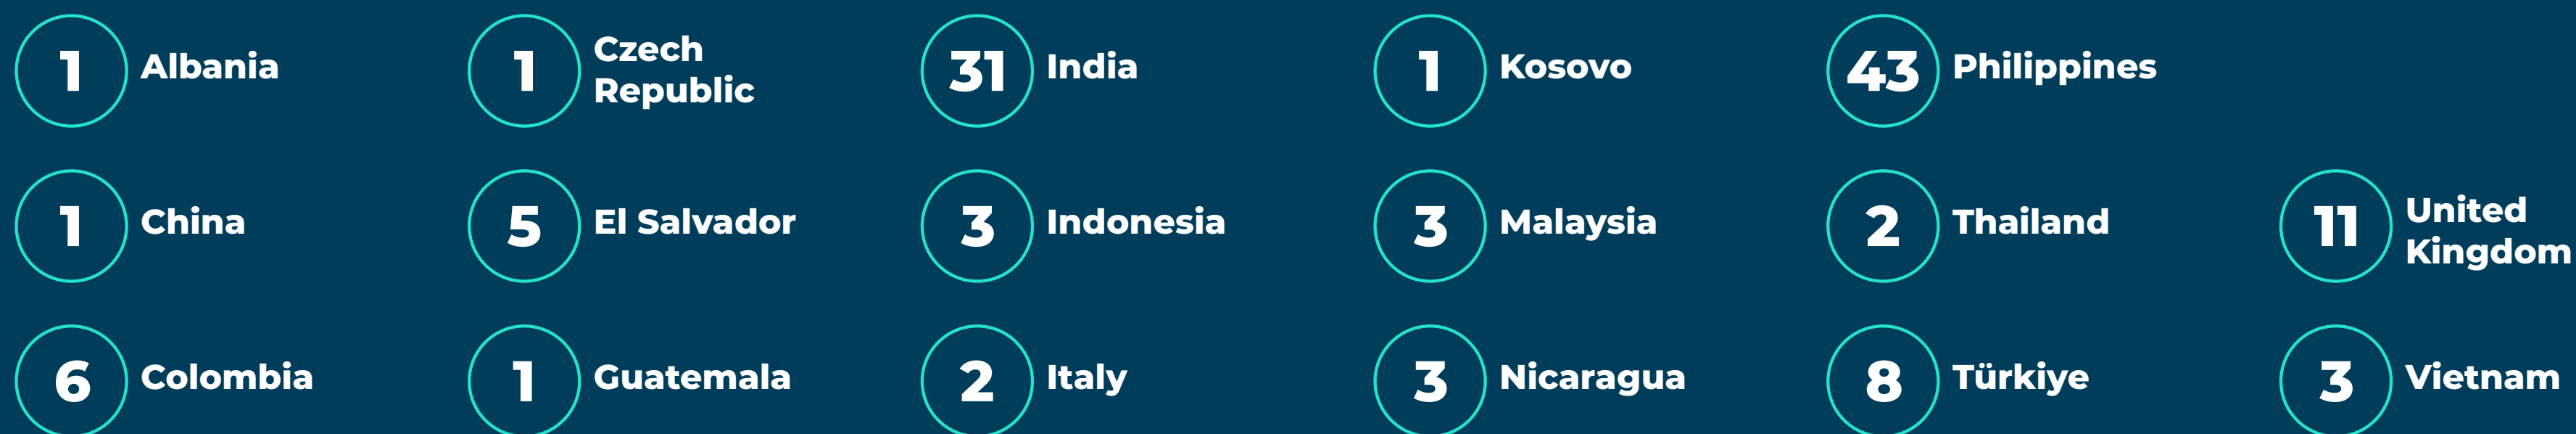 1 Albania
1 Czech
Republic
31 India
1 Kosovo
43 Philippines
1 China
5 El Salvador
3 Indonesia
3 Malaysia
2 Thailand
11 United
Kingdom
6 Colombia
1 Guatemala
2 Italy
3 Nicaragua
8 Türkiye
3 Vietnam